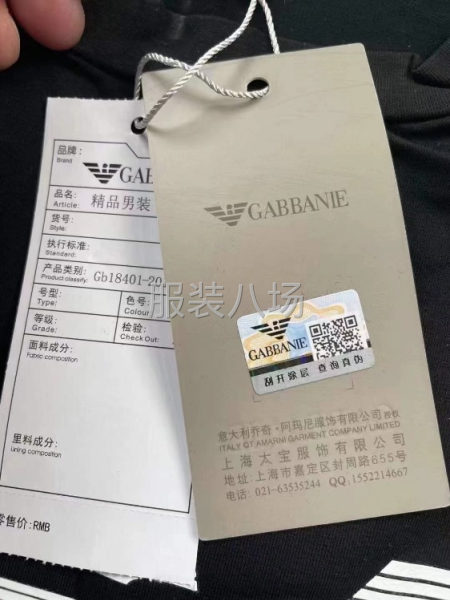 品牌：
Brand
GAB
品名：
Article:
精品男装
货号：
Style:
执行标准：
Standard:
产品类别：
Product classify:
Gb18401-20
号型：
Type:
色号：
Colour
等级：
Grade:
检验：
Check Out:
面料成分：
Fabric composition
里料成分：
Lining composition
零售价：RMB
GABBANIE
GABBANIE
刮开涂层 查询真伪
意大利乔奇·阿玛尼服饰有限公司授权
ITALY GT AMARNI GARMENT COMPANY LIMITED
上海太宝服饰有限公司
地址：上海市嘉定区封周路655号
电话：021-63535244 QQ:1552214667
服装八场